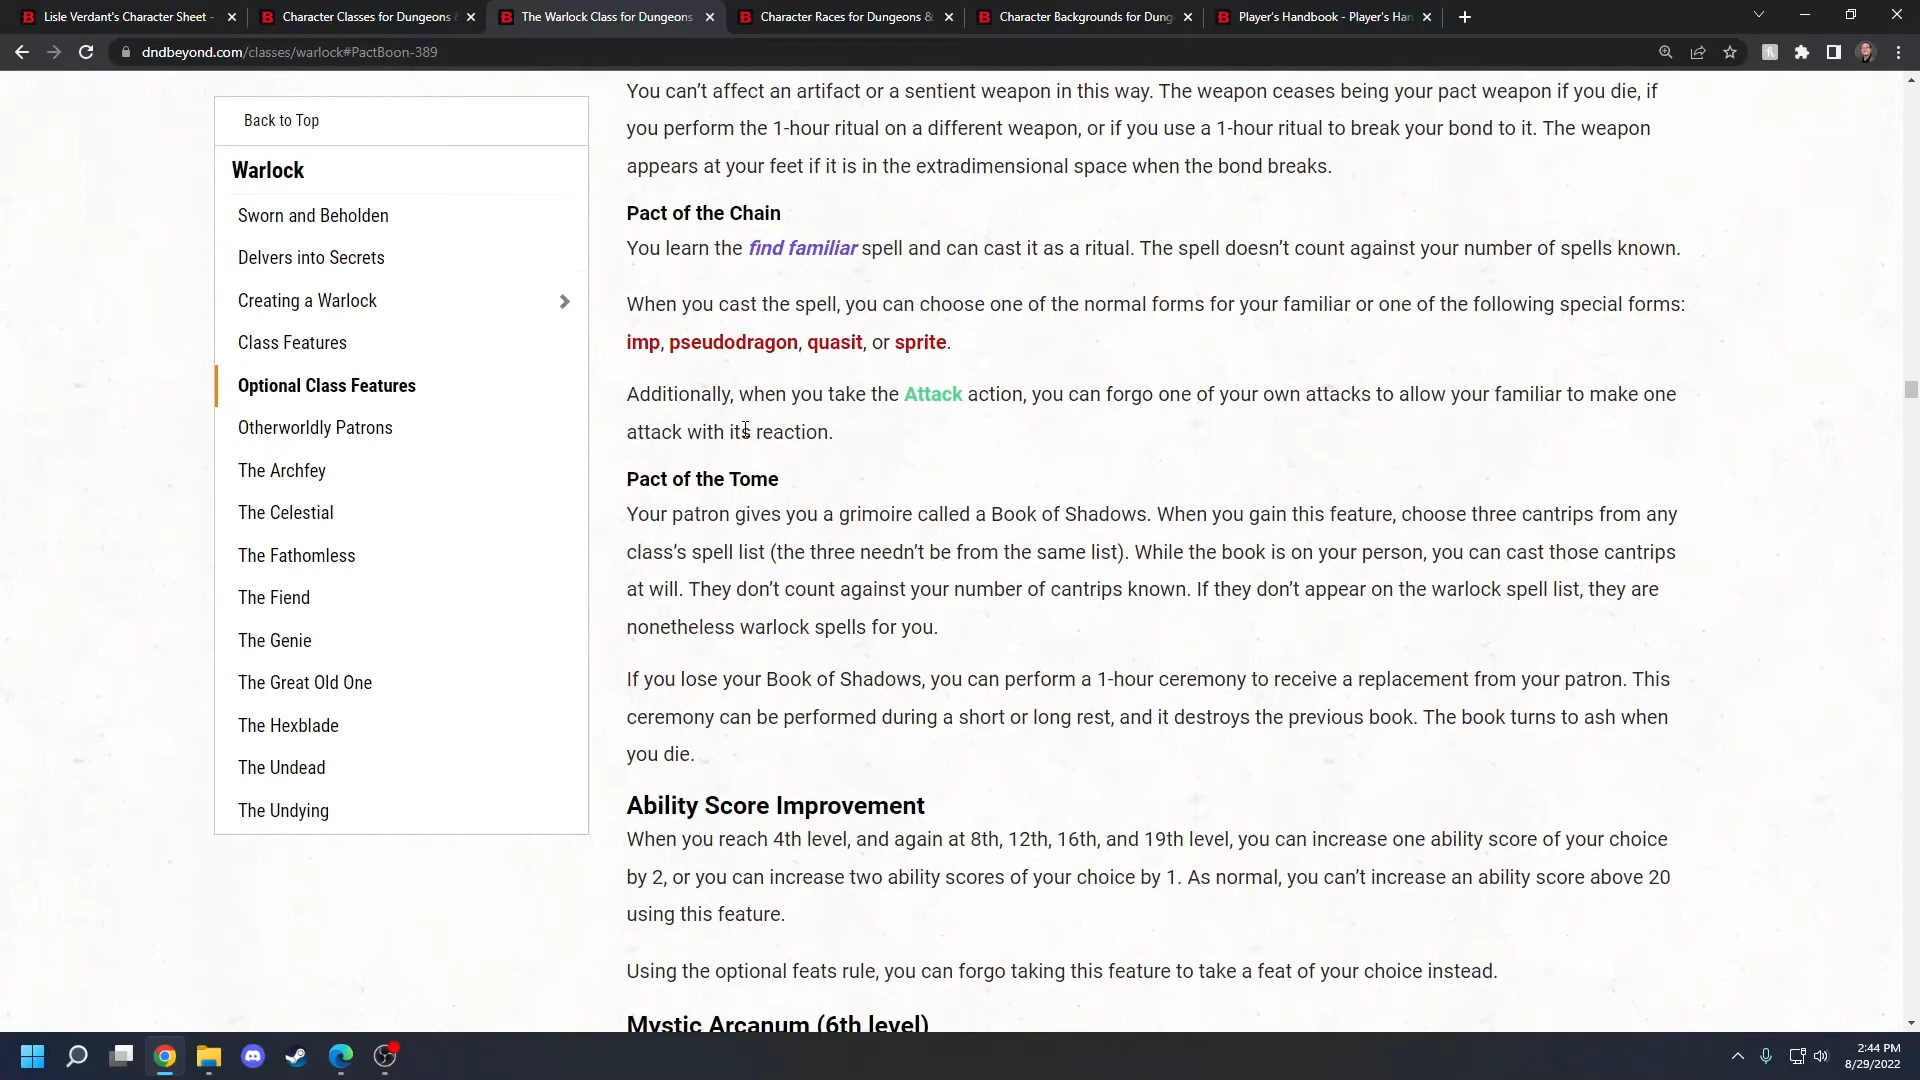 Lisle Verdant's Character Sheet -
Character Classes for Dungeons &
The Warlock Class for Dungeons
Character Races for Dungeons &
Character Backgrounds for Dung
Player's Handbook - Player's Han
dndbeyond.com/classes/warlock#PactBoon-389
Back to Top
Warlock
Sworn and Beholden
Delvers into Secrets
Creating a Warlock
Class Features
Optional Class Features
Otherworldly Patrons
The Archfey
The Celestial
The Fathomless
The Fiend
The Genie
The Great Old One
The Hexblade
The Undead
The Undying
You can’t affect an artifact or a sentient weapon in this way. The weapon ceases being your pact weapon if you die, if
you perform the 1-hour ritual on a different weapon, or if you use a 1-hour ritual to break your bond to it. The weapon
appears at your feet if it is in the extradimensional space when the bond breaks.
Pact of the Chain
You learn the find familiar spell and can cast it as a ritual. The spell doesn’t count against your number of spells known.
When you cast the spell, you can choose one of the normal forms for your familiar or one of the following special forms:
imp, pseudodragon, quasit, or sprite.
Additionally, when you take the Attack action, you can forgo one of your own attacks to allow your familiar to make one
attack with its reaction.
Pact of the Tome
Your patron gives you a grimoire called a Book of Shadows. When you gain this feature, choose three cantrips from any
class’s spell list (the three needn’t be from the same list). While the book is on your person, you can cast those cantrips
at will. They don’t count against your number of cantrips known. If they don’t appear on the warlock spell list, they are
nonetheless warlock spells for you.
If you lose your Book of Shadows, you can perform a 1-hour ceremony to receive a replacement from your patron. This
ceremony can be performed during a short or long rest, and it destroys the previous book. The book turns to ash when
you die.
Ability Score Improvement
When you reach 4th level, and again at 8th, 12th, 16th, and 19th level, you can increase one ability score of your choice
by 2, or you can increase two ability scores of your choice by 1. As normal, you can’t increase an ability score above 20
using this feature.
Using the optional feats rule, you can forgo taking this feature to take a feat of your choice instead.
Mystic Arcanum (6th level)
2:44 PM
8/29/2022